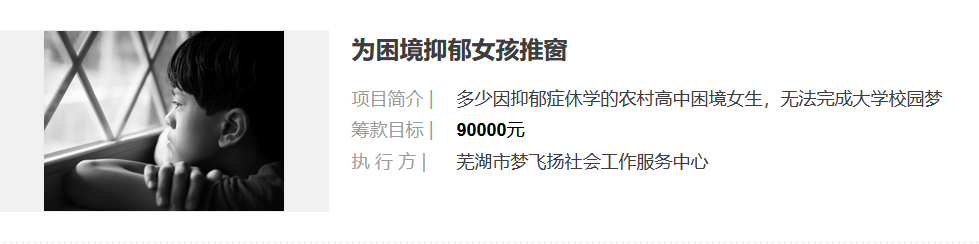 为困境抑郁女孩推窗
项目简介 | 多少因抑郁症休学的农村高中困境女生，无法完成大学校园梦
筹款目标 | 90000元
执 行 方 | 芜湖市梦飞扬社会工作服务中心